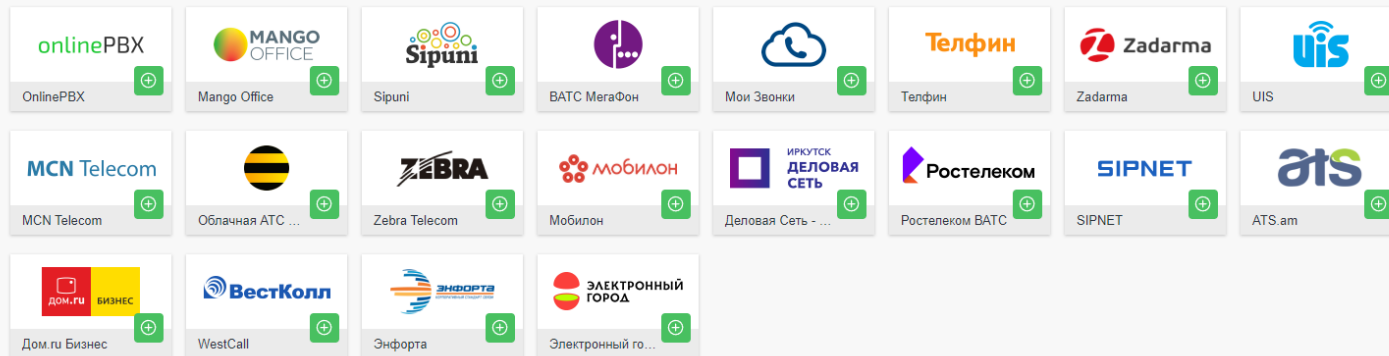 onlinePBX
OnlinePBX
MANGO
OFFICE
Mango Office
Sipuni
Sipuni
ВАТС МегаФон
Мои Звонки
Телфин
Телфин
Zadarma
Zadarma
UIS
UIS
MCN Telecom
MCN Telecom
Облачная АТС ...
ZEBRA
Zebra Telecom
мобилон
Мобилон
ИРКУТСК
ДЕЛОВАЯ
СЕТЬ
Деловая Сеть - ...
Ростелеком
Ростелеком ВАТС
SIPNET
SIPNET
ats
ATS.am
ДОМ.ru БИЗНЕС
Дом.ru Бизнес
ВестКолл
WestCall
ЭНФОРТА
Энфорта
ЭЛЕКТРОННЫЙ
ГОРОД
Электронный го...